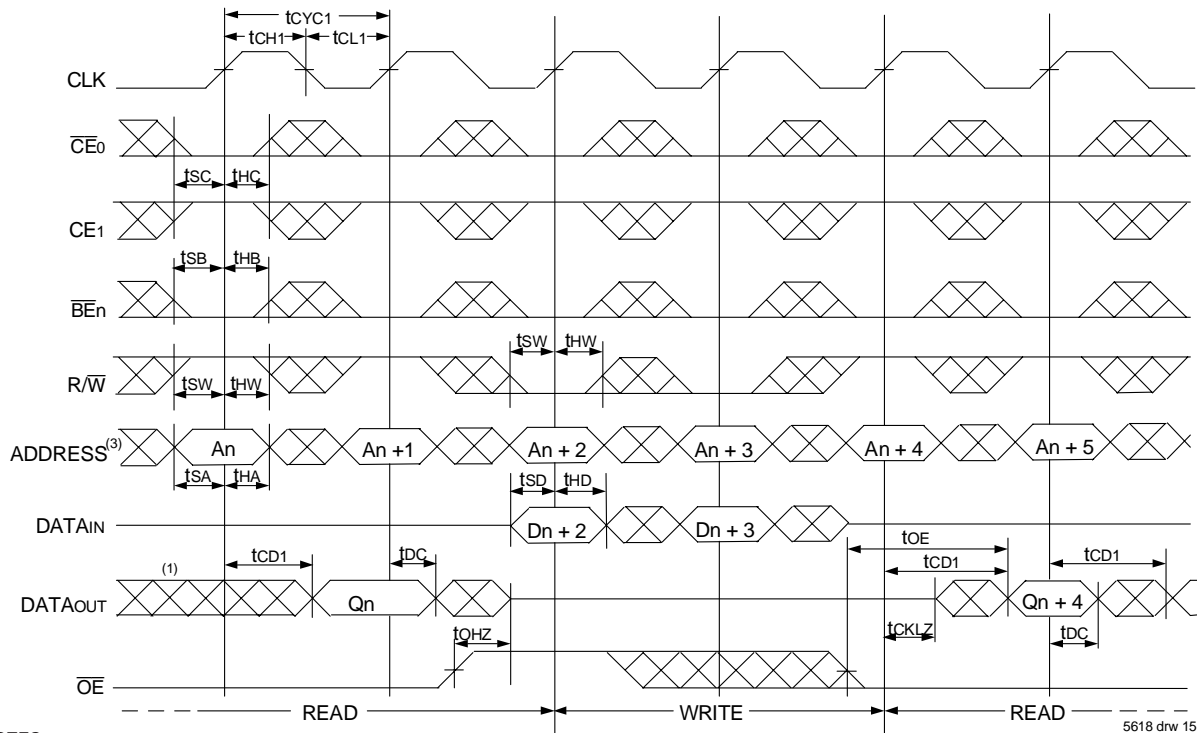 tCYC1
tCH1 tCL1
CLK
CE0
tSC tHC
CE1
tSB tHB
BEn
tSW tHW
R/W
tSW tHW
ADDRESS(3) An An +1 An + 2 An + 3 An + 4 An + 5
tSA tHA
tSD tHD
DATAIN Dn + 2 Dn + 3
tOE
tCD1 tDC tCD1 tCD1
(1)
DATAOUT Qn Qn + 4
tOHZ tCKLZ tDC
OE
READ WRITE READ
5618 drw 15